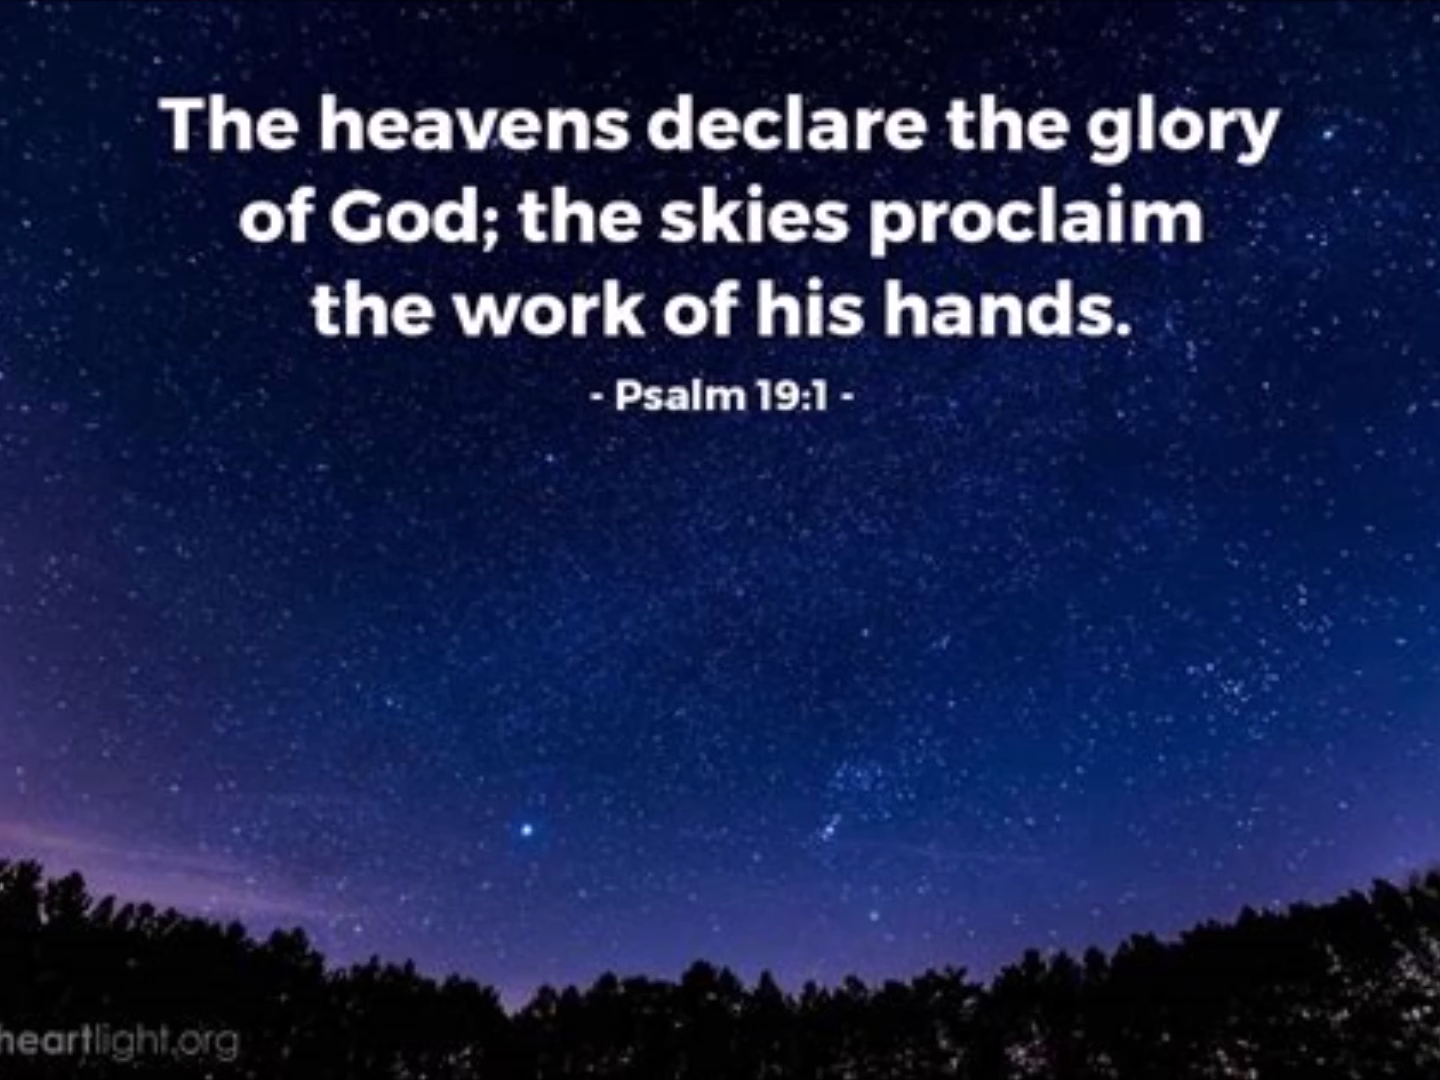 The heavens declare the glory
of God; the skies proclaim
the work of his hands.
- Psalm 19:1 -
heartlight.org